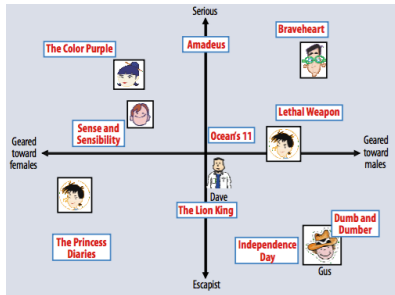 Serious
Braveheart
Amadeus
The Color Purple
Lethal Weapon
Sense and
Sensibility
Ocean's 11
Geared
toward
females
Geared
toward
males
Dave
The Lion King
Dumb and
Dumber
The Princess
Diaries
Independence
Day
Gus
Escapist